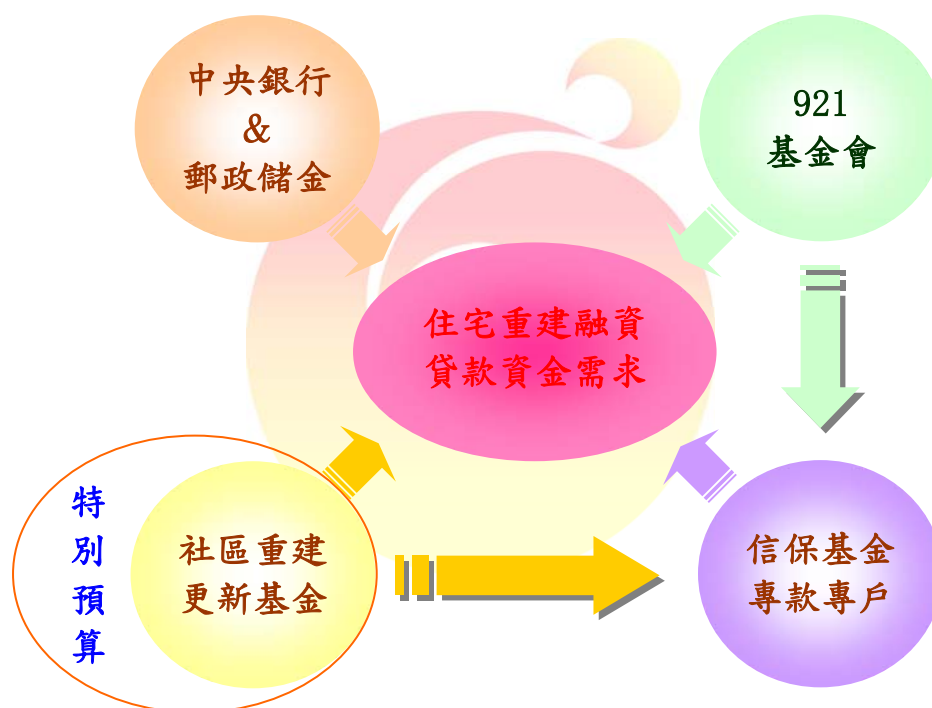 中央銀行
&
郵政儲金
921
基金會
住宅重建融資
貸款資金需求
特別預算
社區重建
更新基金
信保基金
專款專戶